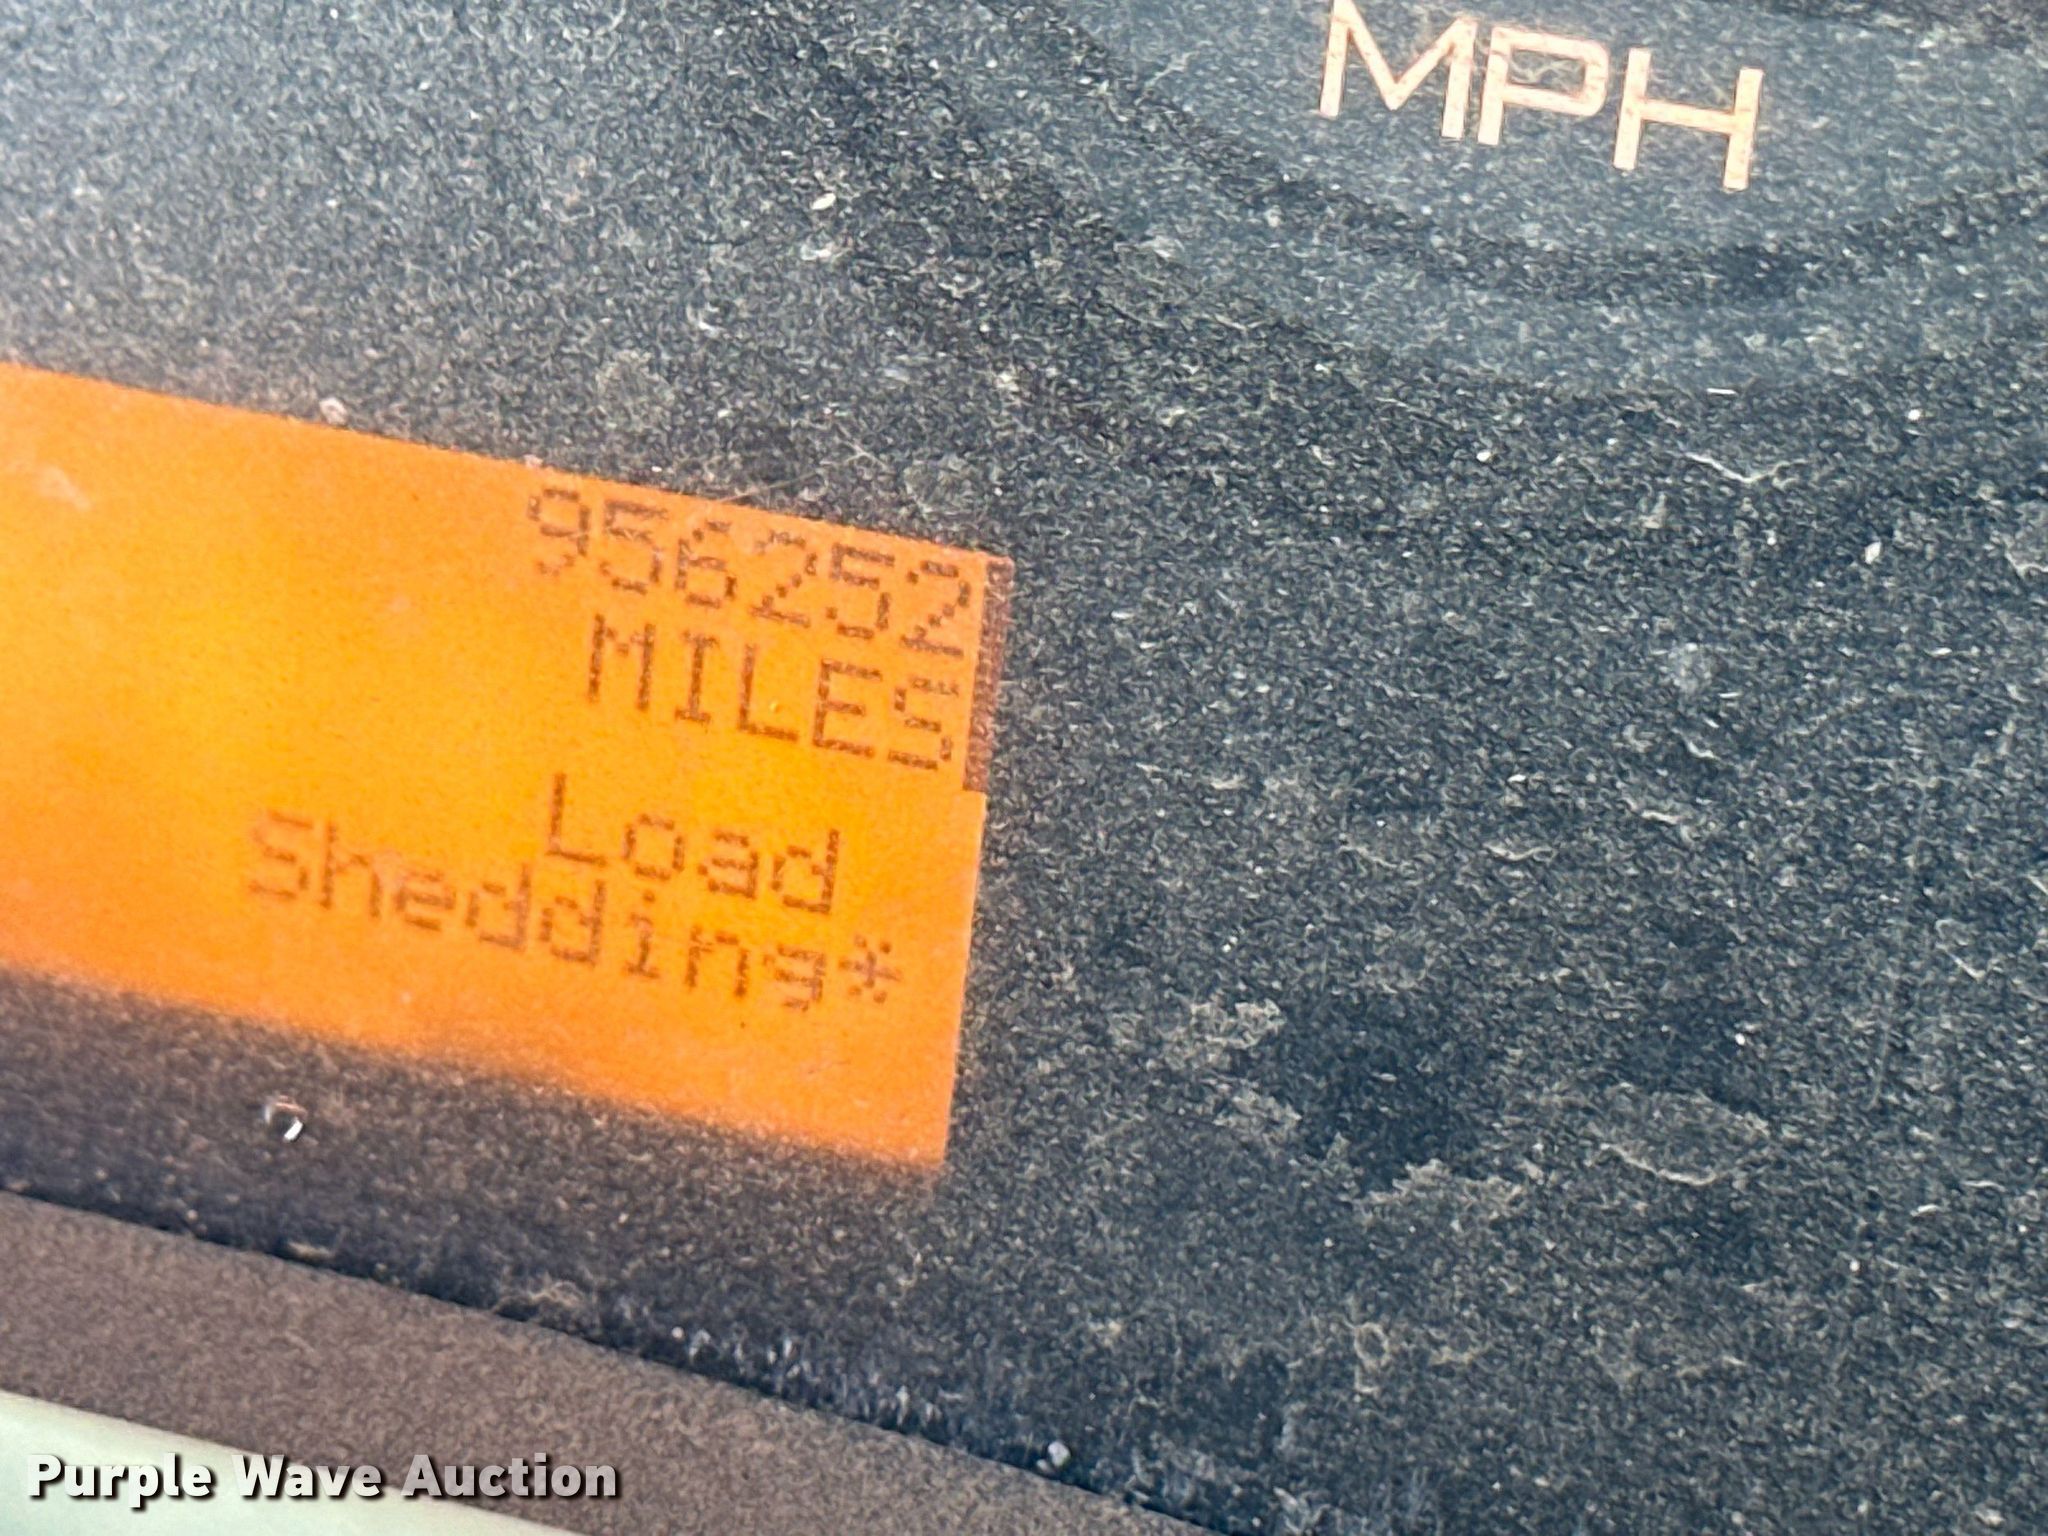 MPH
956252
MILES
Load
Shedding*
Purple Wave Auction